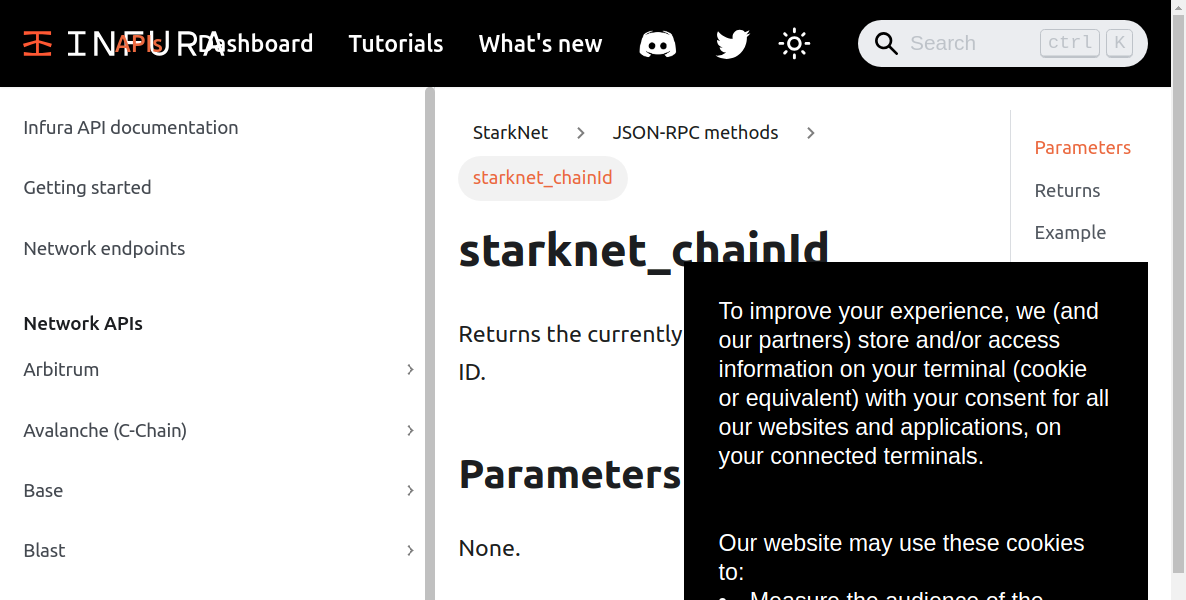 INFURA
APIs
Dashboard
Tutorials
What's new
Search
ctrl
K
Infura API documentation
Getting started
Network endpoints
Network APIs
Arbitrum
Avalanche (C-Chain)
Base
Blast
StarkNet
JSON-RPC methods
starknet_chainId
starknet_chainId
Returns the currently
ID.
Parameters
None.
Parameters
Returns
Example
To improve your experience, we (and
our partners) store and/or access
information on your terminal (cookie
or equivalent) with your consent for all
our websites and applications, on
your connected terminals.
Our website may use these cookies
to:
• Measure the audience of the